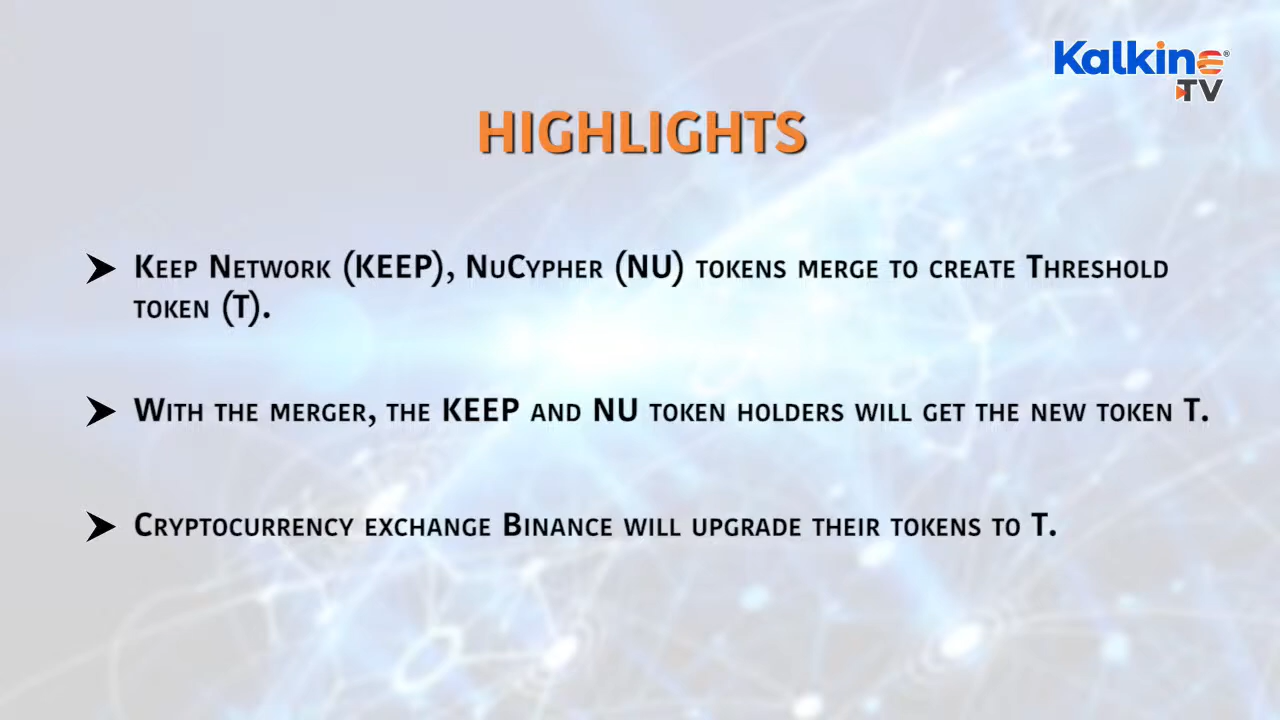 Kalkine®
TV
HIGHLIGHTS
➤ Keep Network (KEEP), NuCypher (NU) tokens merge to create Threshold
token (T).
➤ With the merger, the KEEP and NU token holders will get the new token T.
➤ Cryptocurrency exchange Binance will upgrade their tokens to T.